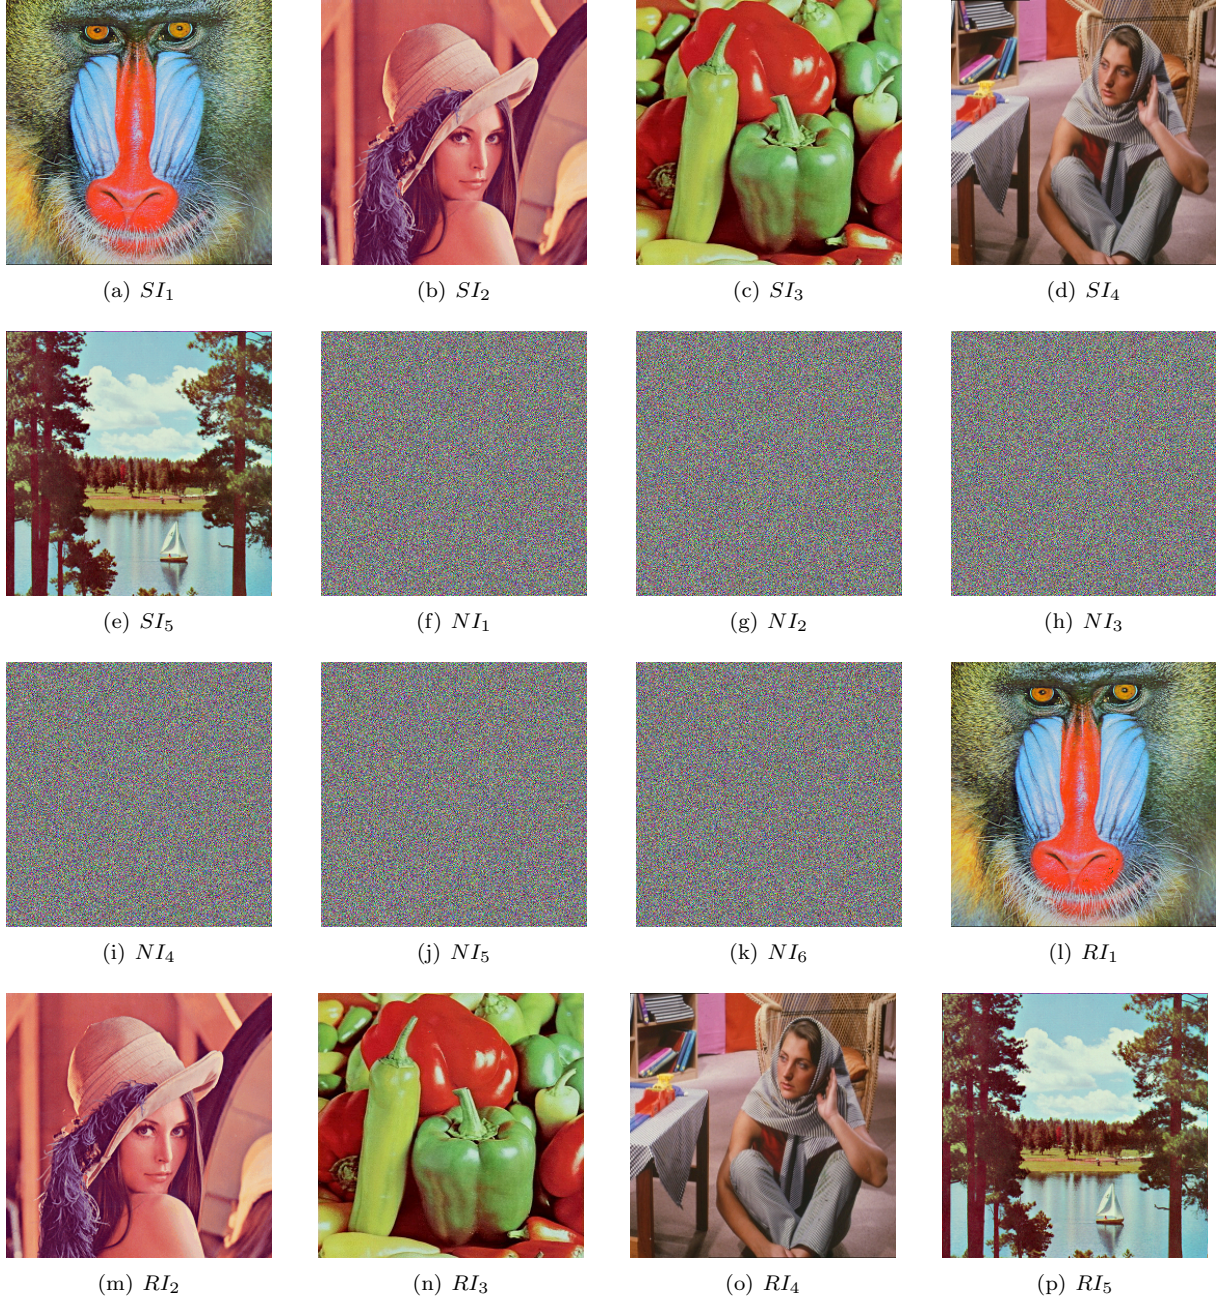 (a) SI₁
(b) SI₂
(c) SI₃
(d) SI₄
(e) SI₅
(f) NI₁
(g) NI₂
(h) NI₃
(i) NI₄
(j) NI₅
(k) NI₆
(l) RI₁
(m) RI₂
(n) RI₃
(o) RI₄
(p) RI₅